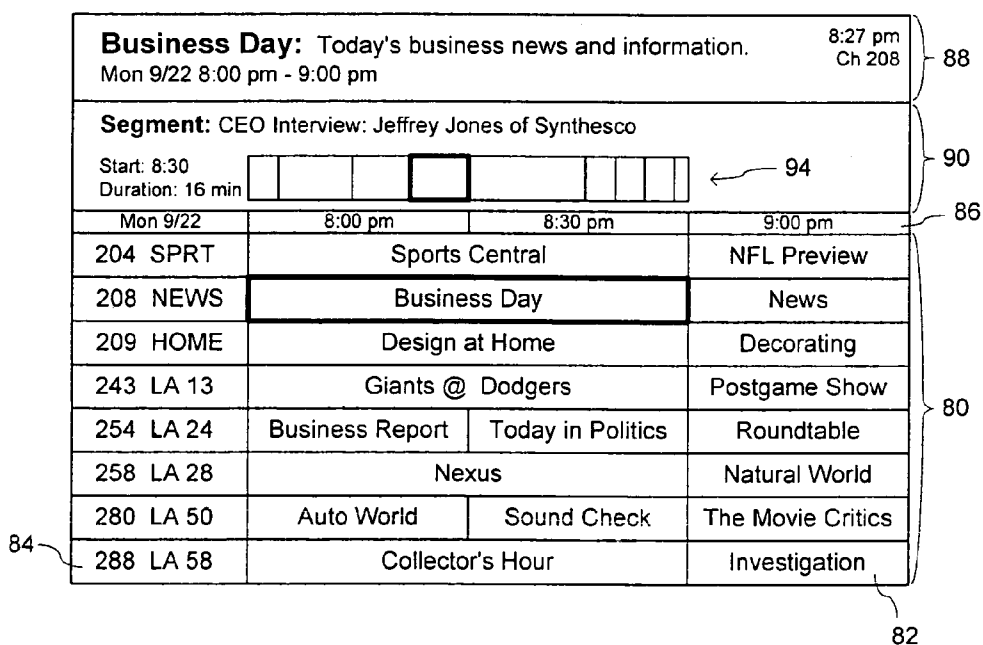 Business Day: Today's business news and information. 8:27 pm
Mon 9/22 8:00 pm - 9:00 pm Ch 208
88
Segment: CEO Interview: Jeffrey Jones of Synthesco
Start: 8:30
Duration: 16 min
94
90
Mon 9/22 8:00 pm 8:30 pm 9:00 pm
86
204 SPRT Sports Central NFL Preview
208 NEWS Business Day News
209 HOME Design at Home Decorating
243 LA 13 Giants @ Dodgers Postgame Show
80
254 LA 24 Business Report Today in Politics Roundtable
258 LA 28 Nexus Natural World
280 LA 50 Auto World Sound Check The Movie Critics
84
288 LA 58 Collector's Hour Investigation
82